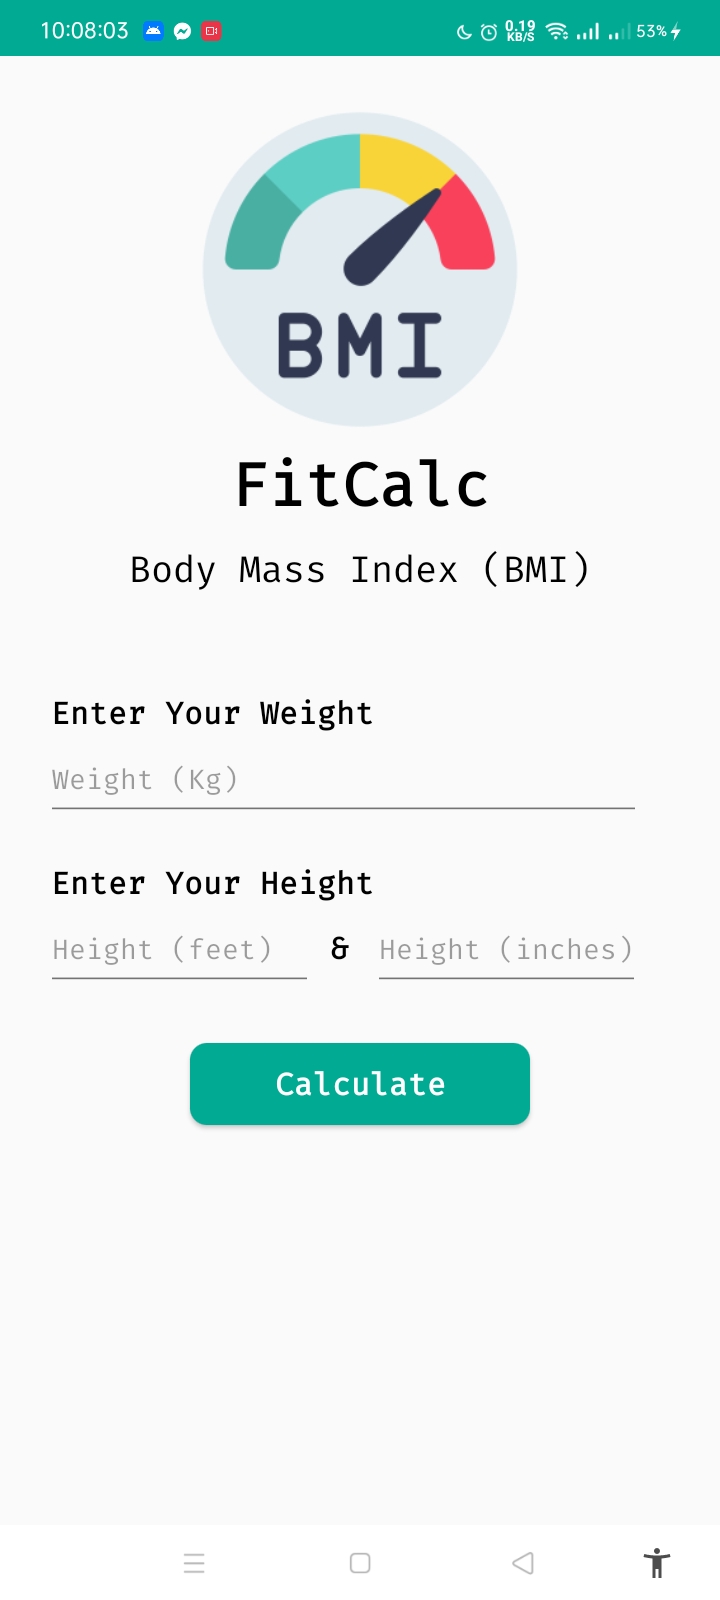 10:08:03 0.19 KB/S 53%
BMI
FitCalc
Body Mass Index (BMI)
Enter Your Weight
Weight (Kg)
Enter Your Height
Height (feet) & Height (inches)
Calculate